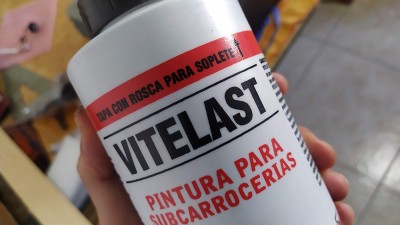 TAPA CON ROSCA PARA SOPLETE
VITELAST
PINTURA PARA
SUBCARROCERIAS